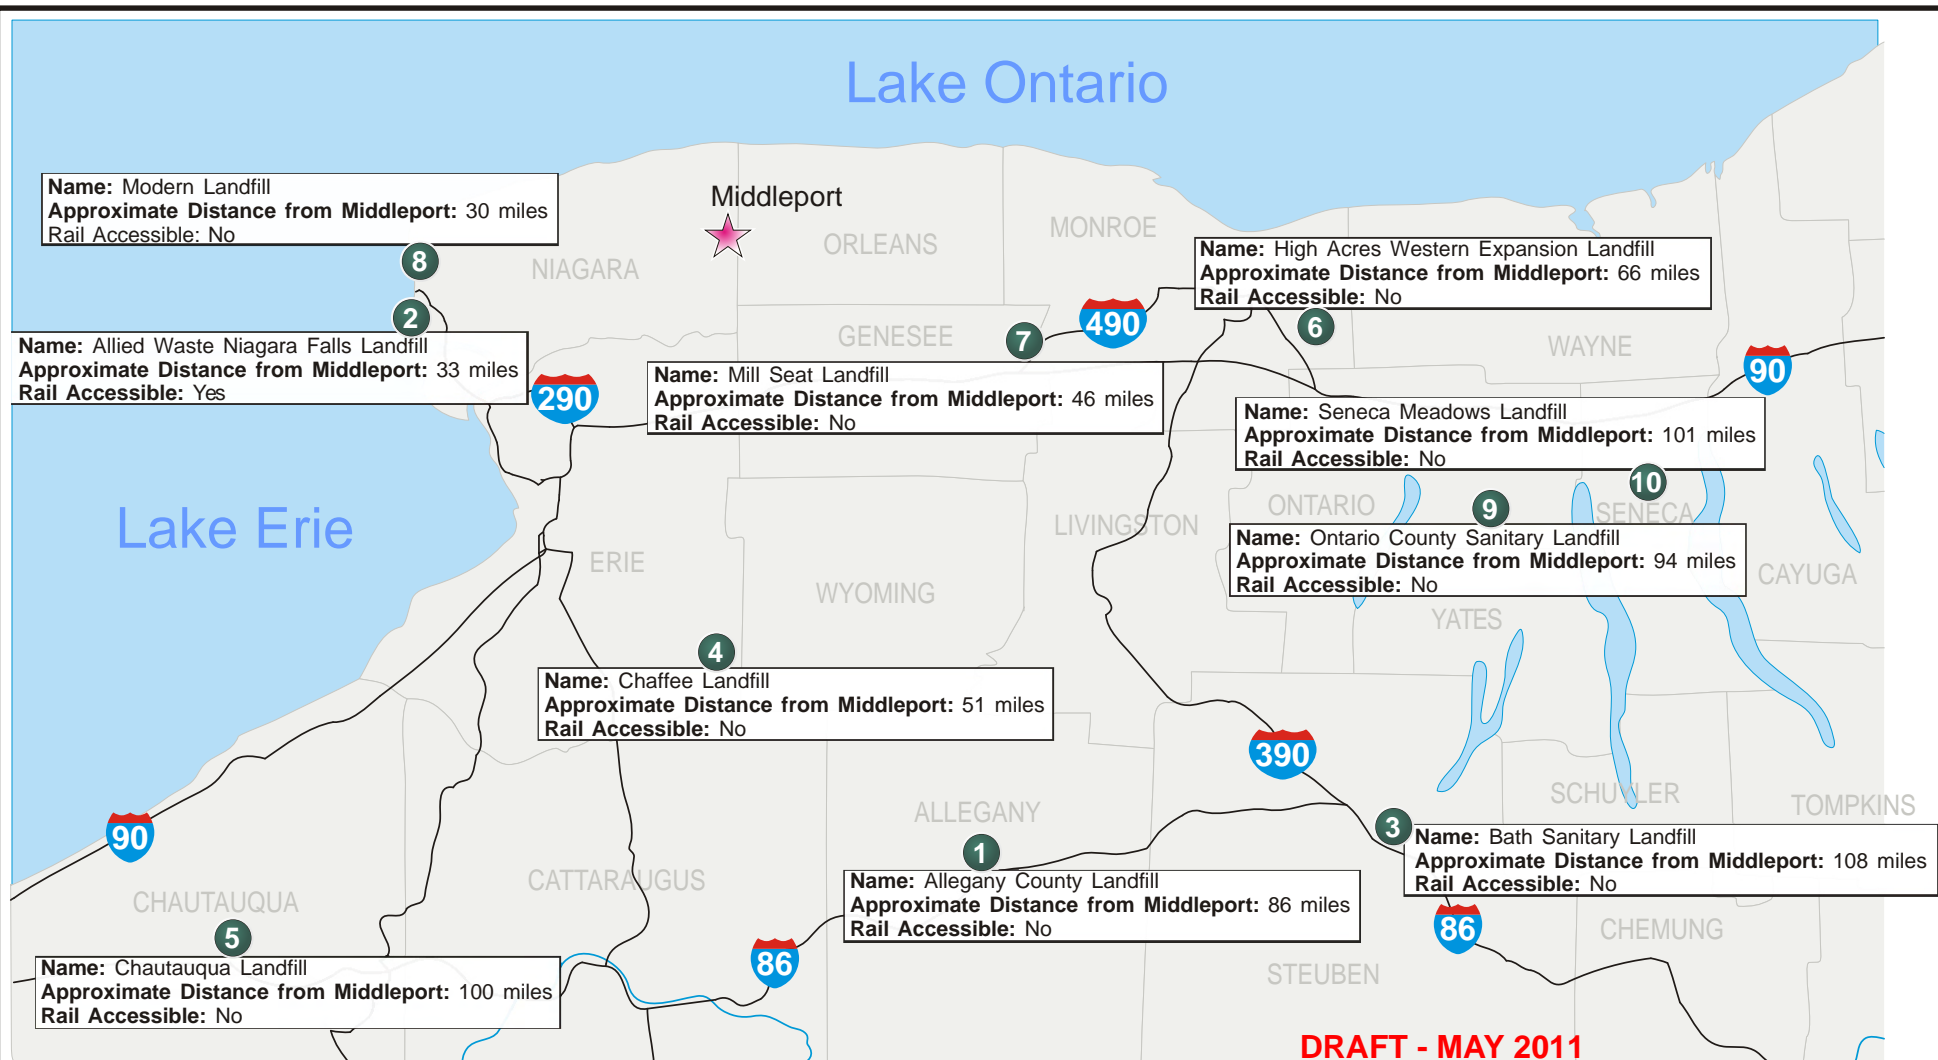 Lake Ontario
Name: Modern Landfill
Approximate Distance from Middleport: 30 miles
Rail Accessible: No
8
Middleport
NIAGARA
ORLEANS
MONROE
Name: High Acres Western Expansion Landfill
Approximate Distance from Middleport: 66 miles
Rail Accessible: No
6
2
Name: Allied Waste Niagara Falls Landfill
Approximate Distance from Middleport: 33 miles
Rail Accessible: Yes
290
GENESEE
7
490
WAYNE
90
Name: Mill Seat Landfill
Approximate Distance from Middleport: 46 miles
Rail Accessible: No
Name: Seneca Meadows Landfill
Approximate Distance from Middleport: 101 miles
Rail Accessible: No
10
Lake Erie
ERIE
WYOMING
LIVINGSTON
ONTARIO
9
SENECA
Name: Ontario County Sanitary Landfill
Approximate Distance from Middleport: 94 miles
Rail Accessible: No
CAYUGA
YATES
4
Name: Chaffee Landfill
Approximate Distance from Middleport: 51 miles
Rail Accessible: No
390
SCHUYLER
TOMPKINS
90
ALLEGANY
3
Name: Bath Sanitary Landfill
Approximate Distance from Middleport: 108 miles
Rail Accessible: No
1
Name: Allegany County Landfill
Approximate Distance from Middleport: 86 miles
Rail Accessible: No
CATTARAUGUS
CHAUTAUQUA
5
Name: Chautauqua Landfill
Approximate Distance from Middleport: 100 miles
Rail Accessible: No
86
86
CHEMUNG
STEUBEN
DRAFT - MAY 2011